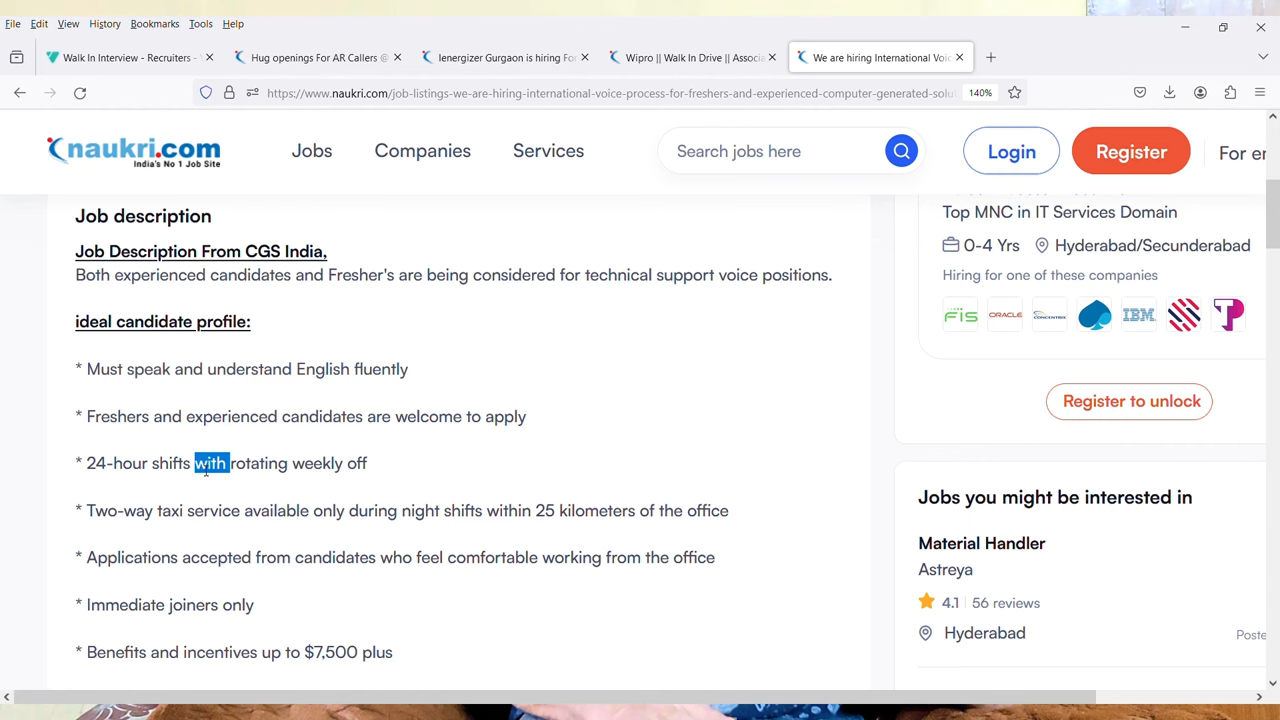 File Edit View History Bookmarks Tools Help
Walk In Interview - Recruiters -
Hug openings For AR Callers @
Ienergizer Gurgaon is hiring For
Wipro || Walk In Drive || Associa
We are hiring International Voic
https://www.naukri.com/job-listings-we-are-hiring-international-voice-process-for-freshers-and-experienced-computer-generated-solu
140%
naukri.com
India's No 1 Job Site
Jobs
Companies
Services
Search jobs here
Login
Register
For er
Job description
Job Description From CGS India,
Both experienced candidates and Fresher's are being considered for technical support voice positions.
ideal candidate profile:
* Must speak and understand English fluently
* Freshers and experienced candidates are welcome to apply
* 24-hour shifts with rotating weekly off
* Two-way taxi service available only during night shifts within 25 kilometers of the office
* Applications accepted from candidates who feel comfortable working from the office
* Immediate joiners only
* Benefits and incentives up to $7,500 plus
Top MNC in IT Services Domain
0-4 Yrs Hyderabad/Secunderabad
Hiring for one of these companies
FIS ORACLE CONCENTRIX IBM
Register to unlock
Jobs you might be interested in
Material Handler
Astreya
4.1 | 56 reviews
Hyderabad
Poste